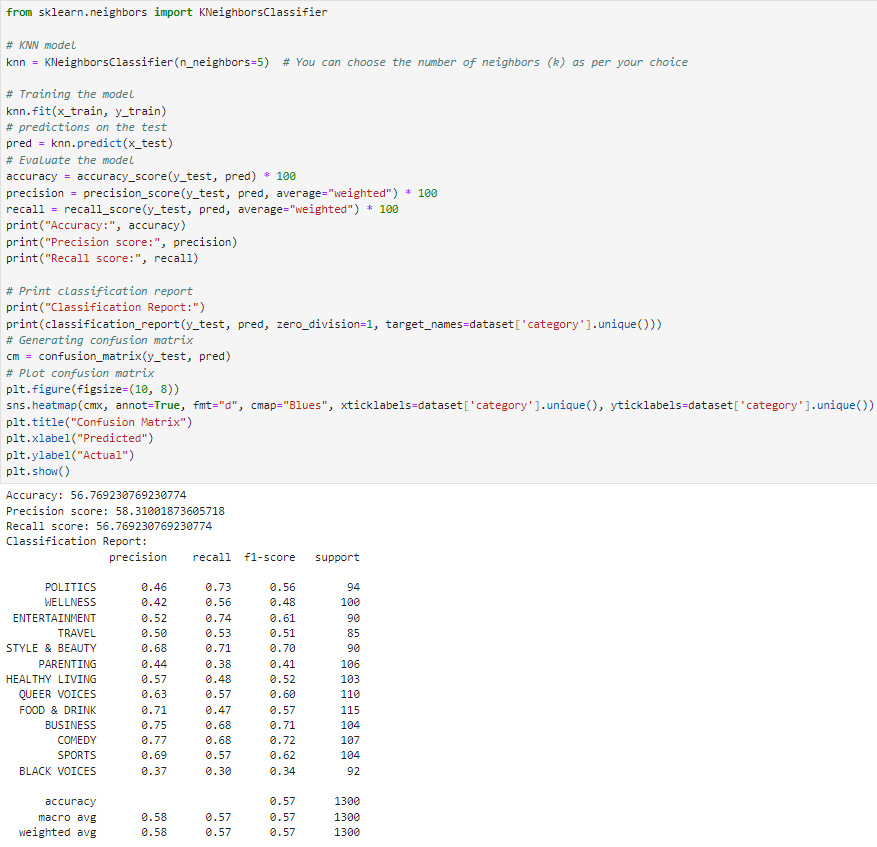 from sklearn.neighbors import KNeighborsClassifier
# KNN model
knn = KNeighborsClassifier(n_neighbors=5)  # You can choose the number of neighbors (k) as per your choice
# Training the model
knn.fit(x_train, y_train)
# predictions on the test
pred = knn.predict(x_test)
# Evaluate the model
accuracy = accuracy_score(y_test, pred) * 100
precision = precision_score(y_test, pred, average="weighted") * 100
recall = recall_score(y_test, pred, average="weighted") * 100
print("Accuracy:", accuracy)
print("Precision score:", precision)
print("Recall score:", recall)
# Print classification report
print("Classification Report:")
print(classification_report(y_test, pred, zero_division=1, target_names=dataset['category'].unique()))
# Generating confusion matrix
cm = confusion_matrix(y_test, pred)
# Plot confusion matrix
plt.figure(figsize=(10, 8))
sns.heatmap(cmx, annot=True, fmt="d", cmap="Blues", xticklabels=dataset['category'].unique(), yticklabels=dataset['category'].unique())
plt.title("Confusion Matrix")
plt.xlabel("Predicted")
plt.ylabel("Actual")
plt.show()
Accuracy: 56.769230769230774
Precision score: 58.31001873605718
Recall score: 56.769230769230774
Classification Report:
precision recall f1-score support
POLITICS 0.46 0.73 0.56 94
WELLNESS 0.42 0.56 0.48 100
ENTERTAINMENT 0.52 0.74 0.61 90
TRAVEL 0.50 0.53 0.51 85
STYLE & BEAUTY 0.68 0.71 0.70 90
PARENTING 0.44 0.38 0.41 106
HEALTHY LIVING 0.57 0.48 0.52 103
QUEER VOICES 0.63 0.57 0.60 110
FOOD & DRINK 0.71 0.47 0.57 115
BUSINESS 0.75 0.68 0.71 104
COMEDY 0.77 0.68 0.72 107
SPORTS 0.69 0.57 0.62 104
BLACK VOICES 0.37 0.30 0.34 92
accuracy 0.57 1300
macro avg 0.58 0.57 0.57 1300
weighted avg 0.58 0.57 0.57 1300